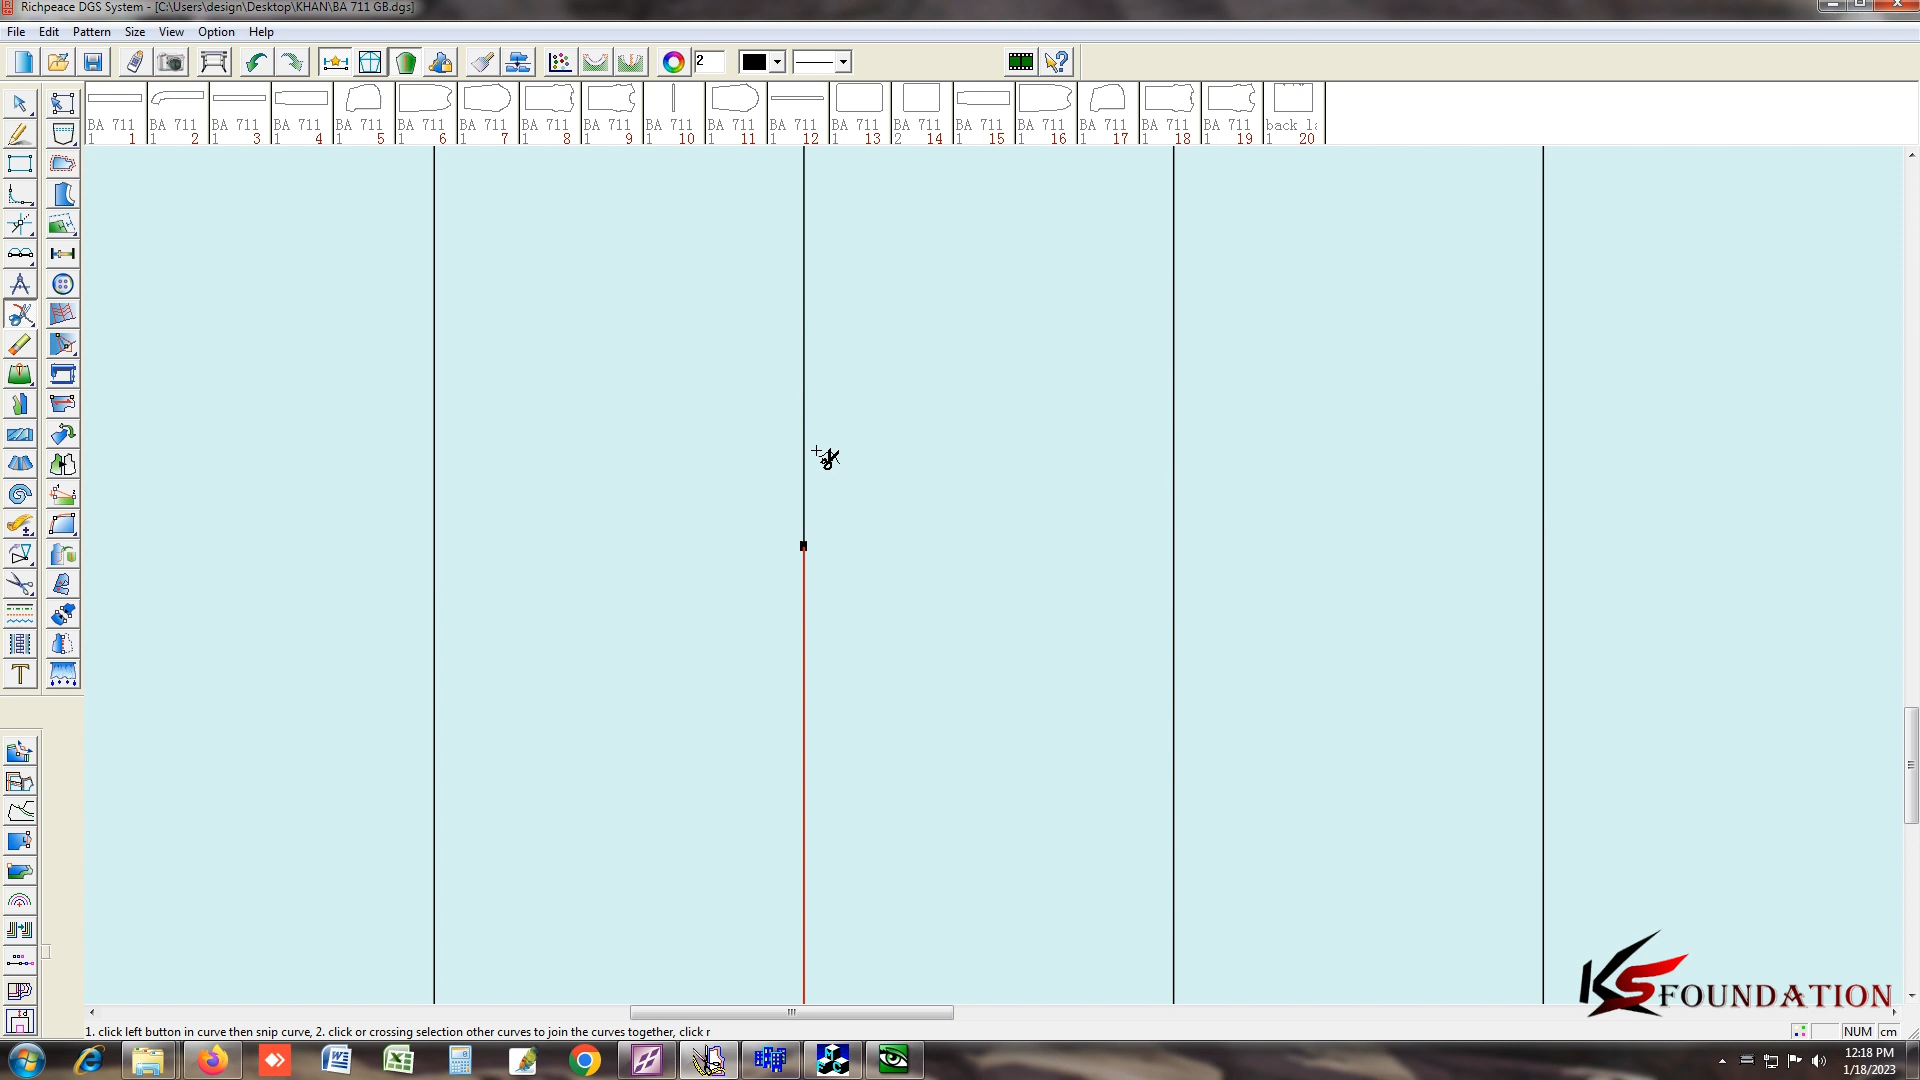 Richpeace DGS System - [C:\Users\design\Desktop\KHAN\BA 711 GB.dgs]
File Edit Pattern Size View Option Help
2
BA 711 BA 711 BA 711 BA 711 BA 711 BA 711 BA 711 BA 711 BA 711 BA 711 BA 711 BA 711 BA 711 BA 711 BA 711 BA 711 BA 711 BA 711 BA 711 back la
1 1 1 2 1 3 1 4 1 5 1 6 1 7 1 8 1 9 1 10 1 11 1 12 1 13 2 14 1 15 1 16 1 17 1 18 1 19 1 20
KS FOUNDATION
1. click left button in curve then snip curve, 2. click or crossing selection other curves to join the curves together, click r
NUM cm
12:18 PM
1/18/2023